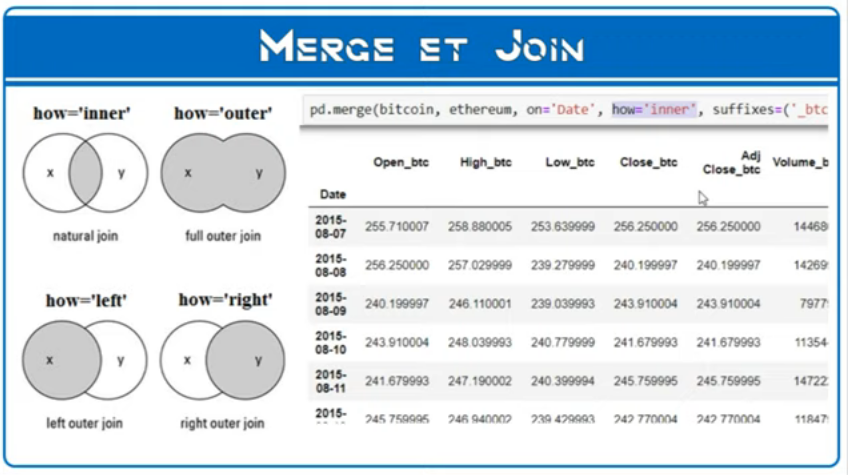 MERGE ET JOIN
how='inner' how='outer'
x y x y
natural join full outer join
how='left' how='right'
x y x y
left outer join right outer join
pd.merge(bitcoin, ethereum, on='Date', how='inner', suffixes=('_btc
Open_btc High_btc Low_btc Close_btc Adj Close_btc Volume_b
Date
2015-08-07 255.710007 258.880005 253.639999 256.250000 256.250000 14468
2015-08-08 256.250000 257.029999 239.279999 240.199997 240.199997 14269
2015-08-09 240.199997 246.110001 239.039993 243.910004 243.910004 7977
2015-08-10 243.910004 248.039993 240.779999 241.679993 241.679993 11354
2015-08-11 241.679993 247.190002 240.399994 245.759995 245.759995 14722
2015- 245.759995 246.940002 239.429993 242.770004 242.770004 11847